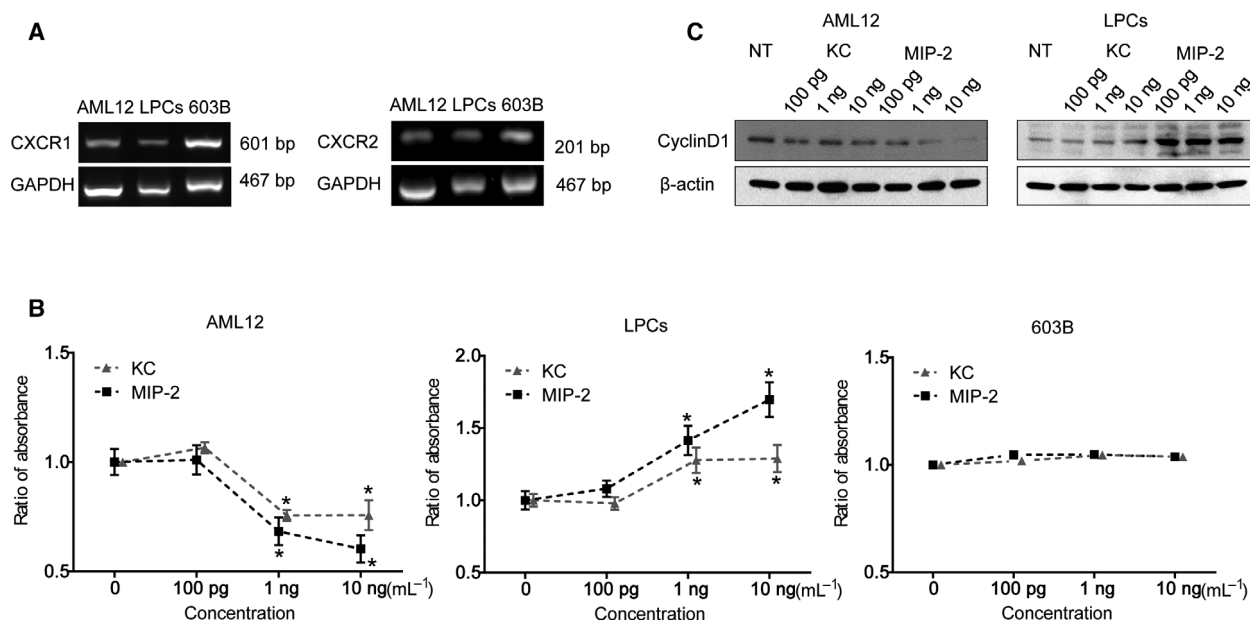 A
AML12 LPCs 603B
CXCR1
601 bp
GAPDH
467 bp
AML12 LPCs 603B
CXCR2
201 bp
GAPDH
467 bp
C
AML12
NT KC MIP-2
100 pg 1 ng 10 ng 100 pg 1 ng 10 ng
LPCs
NT KC MIP-2
100 pg 1 ng 10 ng 100 pg 1 ng 10 ng
CyclinD1
β-actin
B
AML12
KC
MIP-2
Ratio of absorbance
1.5
1.0
0.5
* * * *
0 100 pg 1 ng 10 ng(mL−1)
Concentration
LPCs
KC
MIP-2
Ratio of absorbance
2.0
1.5
1.0
0.5
* * * *
0 100 pg 1 ng 10 ng(mL−1)
Concentration
603B
KC
MIP-2
Ratio of absorbance
1.5
1.0
0.5
0 100 pg 1 ng 10 ng(mL−1)
Concentration